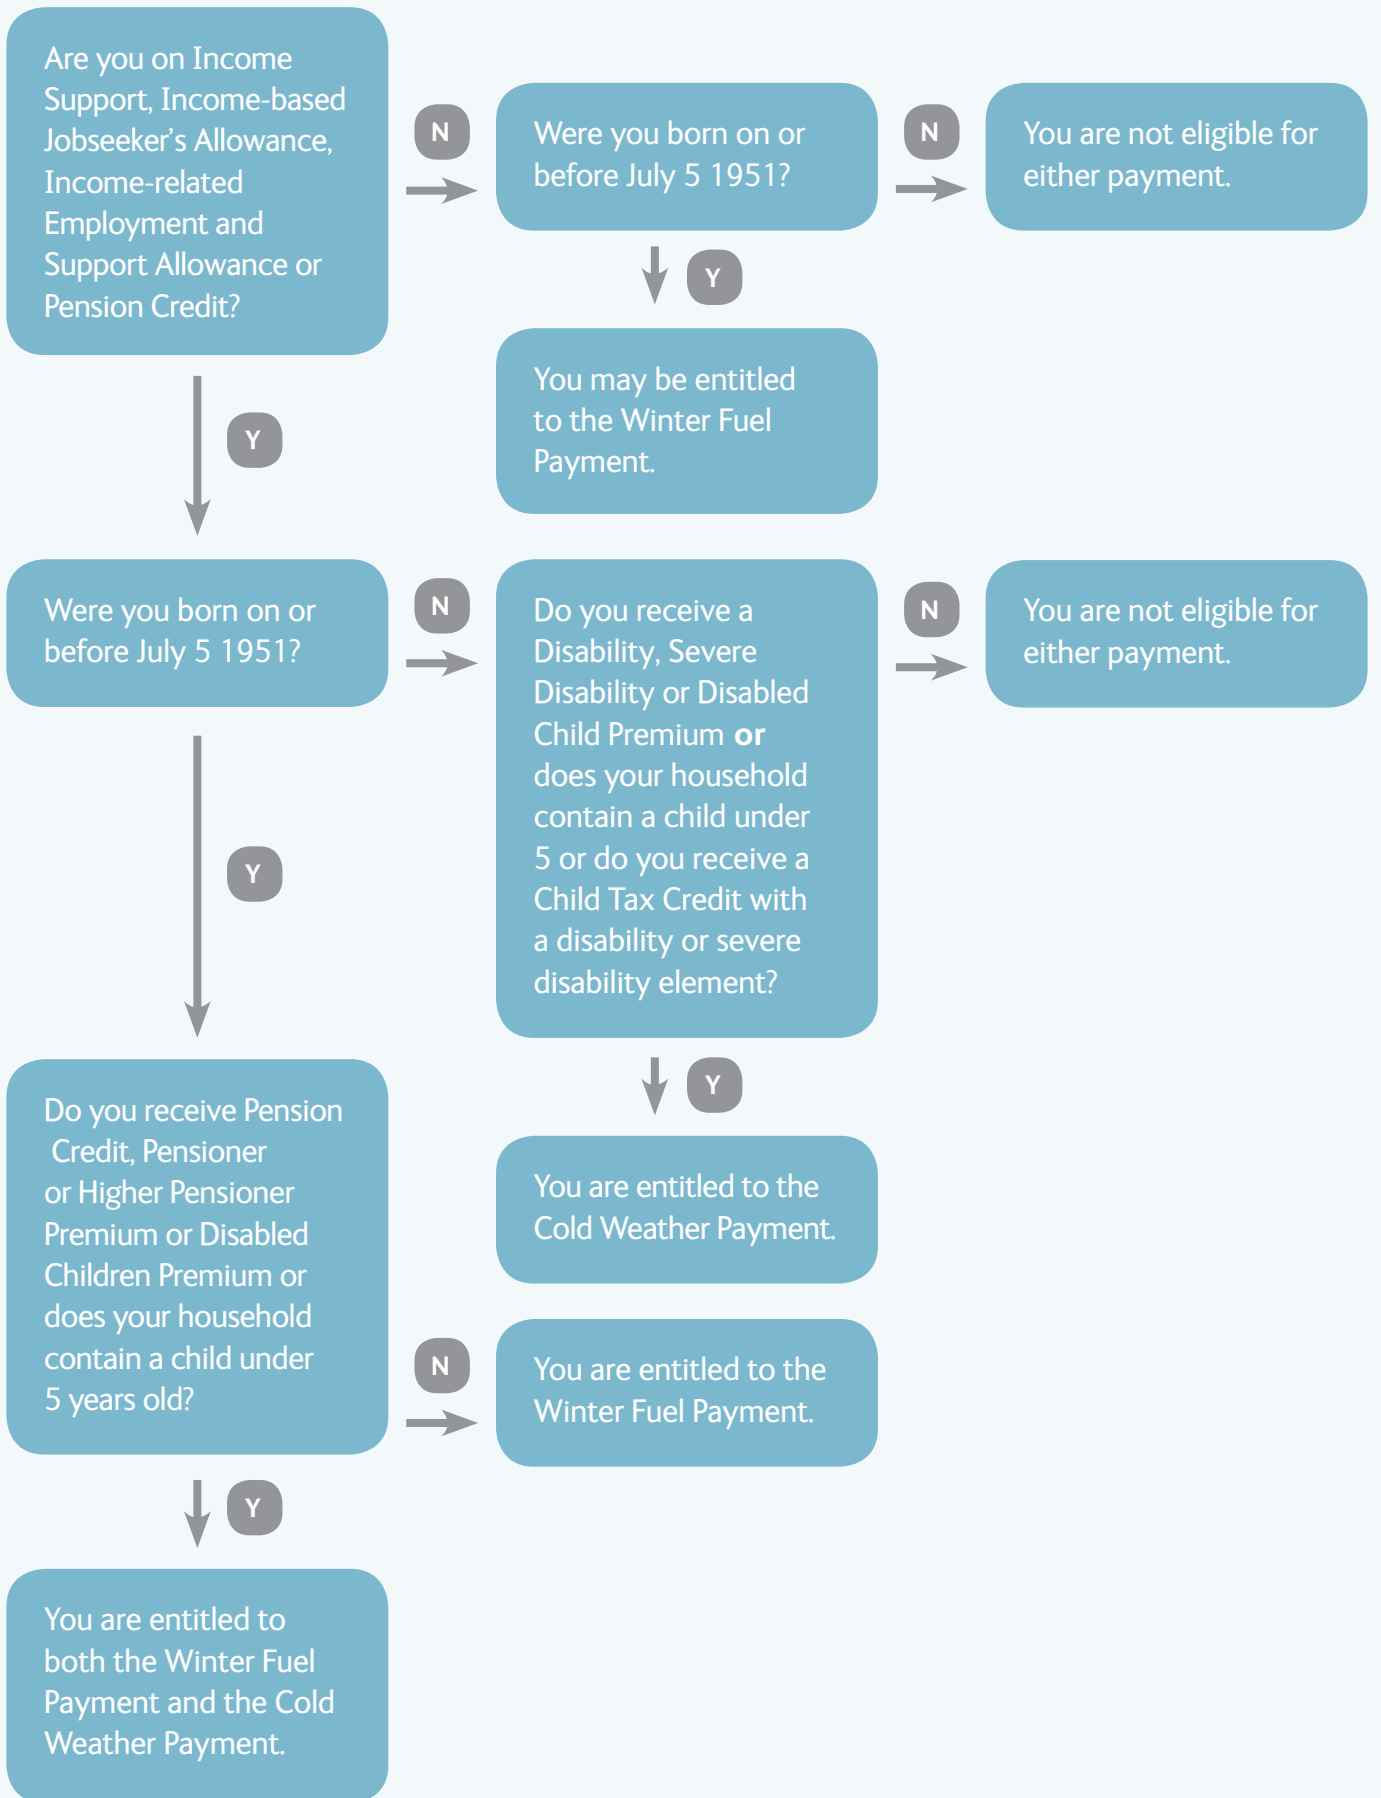 Are you on Income
Support, Income-based
Jobseeker’s Allowance,
Income-related
Employment and
Support Allowance or
Pension Credit?
N
Were you born on or
before July 5 1951?
N
You are not eligible for
either payment.
Y
You may be entitled
to the Winter Fuel
Payment.
Y
Were you born on or
before July 5 1951?
N
Do you receive a
Disability, Severe
Disability or Disabled
Child Premium or
does your household
contain a child under
5 or do you receive a
Child Tax Credit with
a disability or severe
disability element?
N
You are not eligible for
either payment.
Y
You are entitled to the
Cold Weather Payment.
Y
Do you receive Pension
Credit, Pensioner
or Higher Pensioner
Premium or Disabled
Children Premium or
does your household
contain a child under
5 years old?
N
You are entitled to the
Winter Fuel Payment.
Y
You are entitled to
both the Winter Fuel
Payment and the Cold
Weather Payment.